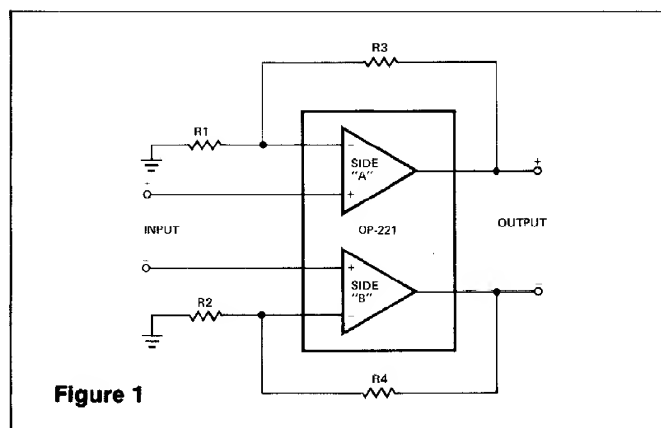 R3
R1
−
SIDE
"A"
+
+
+
INPUT
OP-221
OUTPUT
−
+
−
SIDE
"B"
R2
−
R4
Figure 1